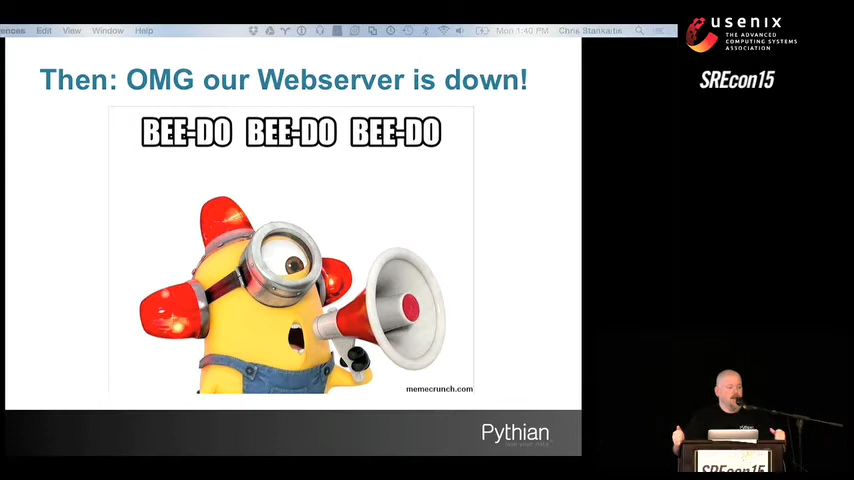 Edit View Window Help
Mon 1:40 PM Chris Stankaitis
usenix
THE ADVANCED
COMPUTING SYSTEMS
ASSOCIATION
SREcon15
Then: OMG our Webserver is down!
BEE-DO BEE-DO BEE-DO
memecrunch.com
Pythian
SREcon15